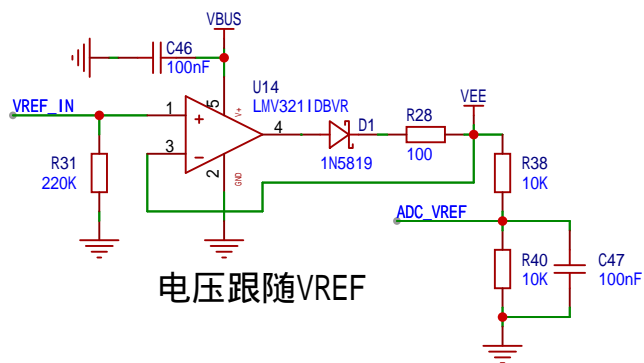 VBUS
C46
100nF
U14
LMV321IDBVR
VREF_IN
1
3
5
2
4
+
-
V+
GND
D1
1N5819
R28
100
VEE
R31
220K
R38
10K
ADC_VREF
R40
10K
C47
100nF
电压跟随VREF